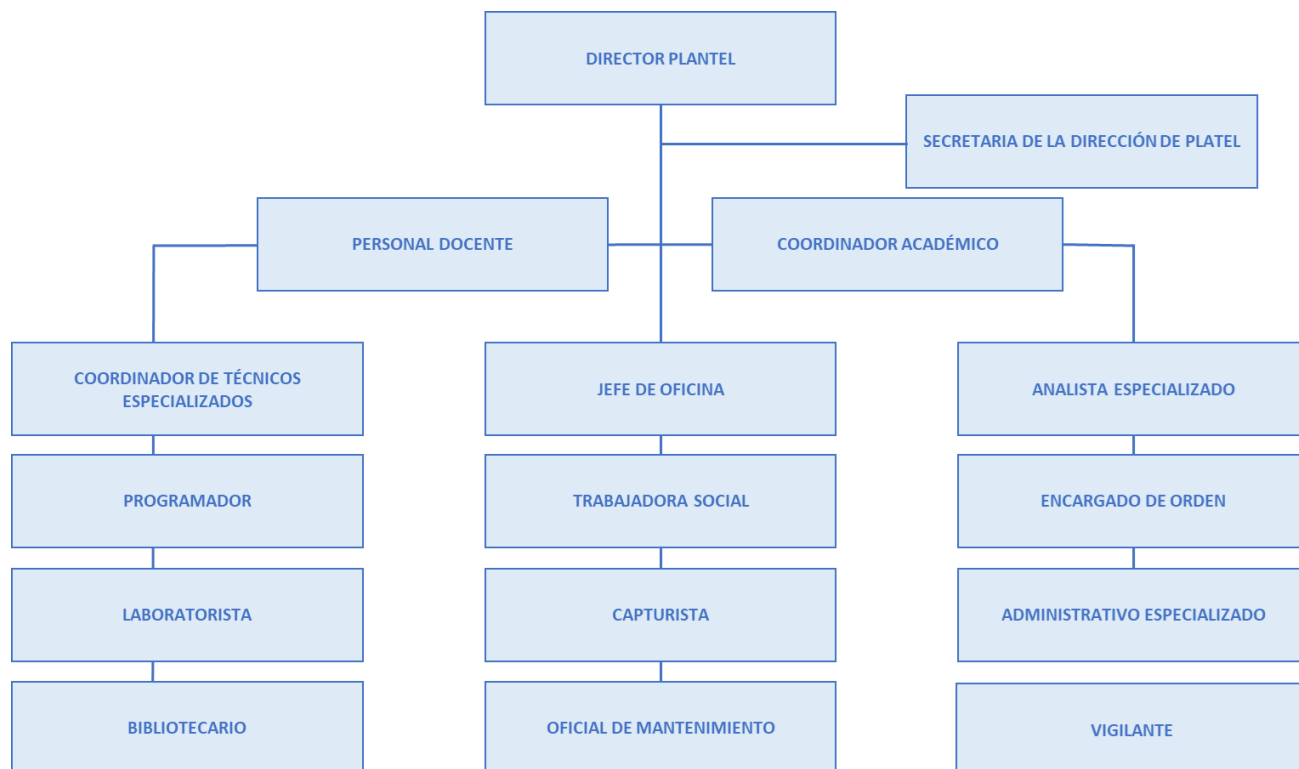 DIRECTOR PLANTEL
SECRETARIA DE LA DIRECCIÓN DE PLATEL
PERSONAL DOCENTE
COORDINADOR ACADÉMICO
COORDINADOR DE TÉCNICOS
ESPECIALIZADOS
JEFE DE OFICINA
ANALISTA ESPECIALIZADO
PROGRAMADOR
TRABAJADORA SOCIAL
ENCARGADO DE ORDEN
LABORATORISTA
CAPTURISTA
ADMINISTRATIVO ESPECIALIZADO
BIBLIOTECARIO
OFICIAL DE MANTENIMIENTO
VIGILANTE